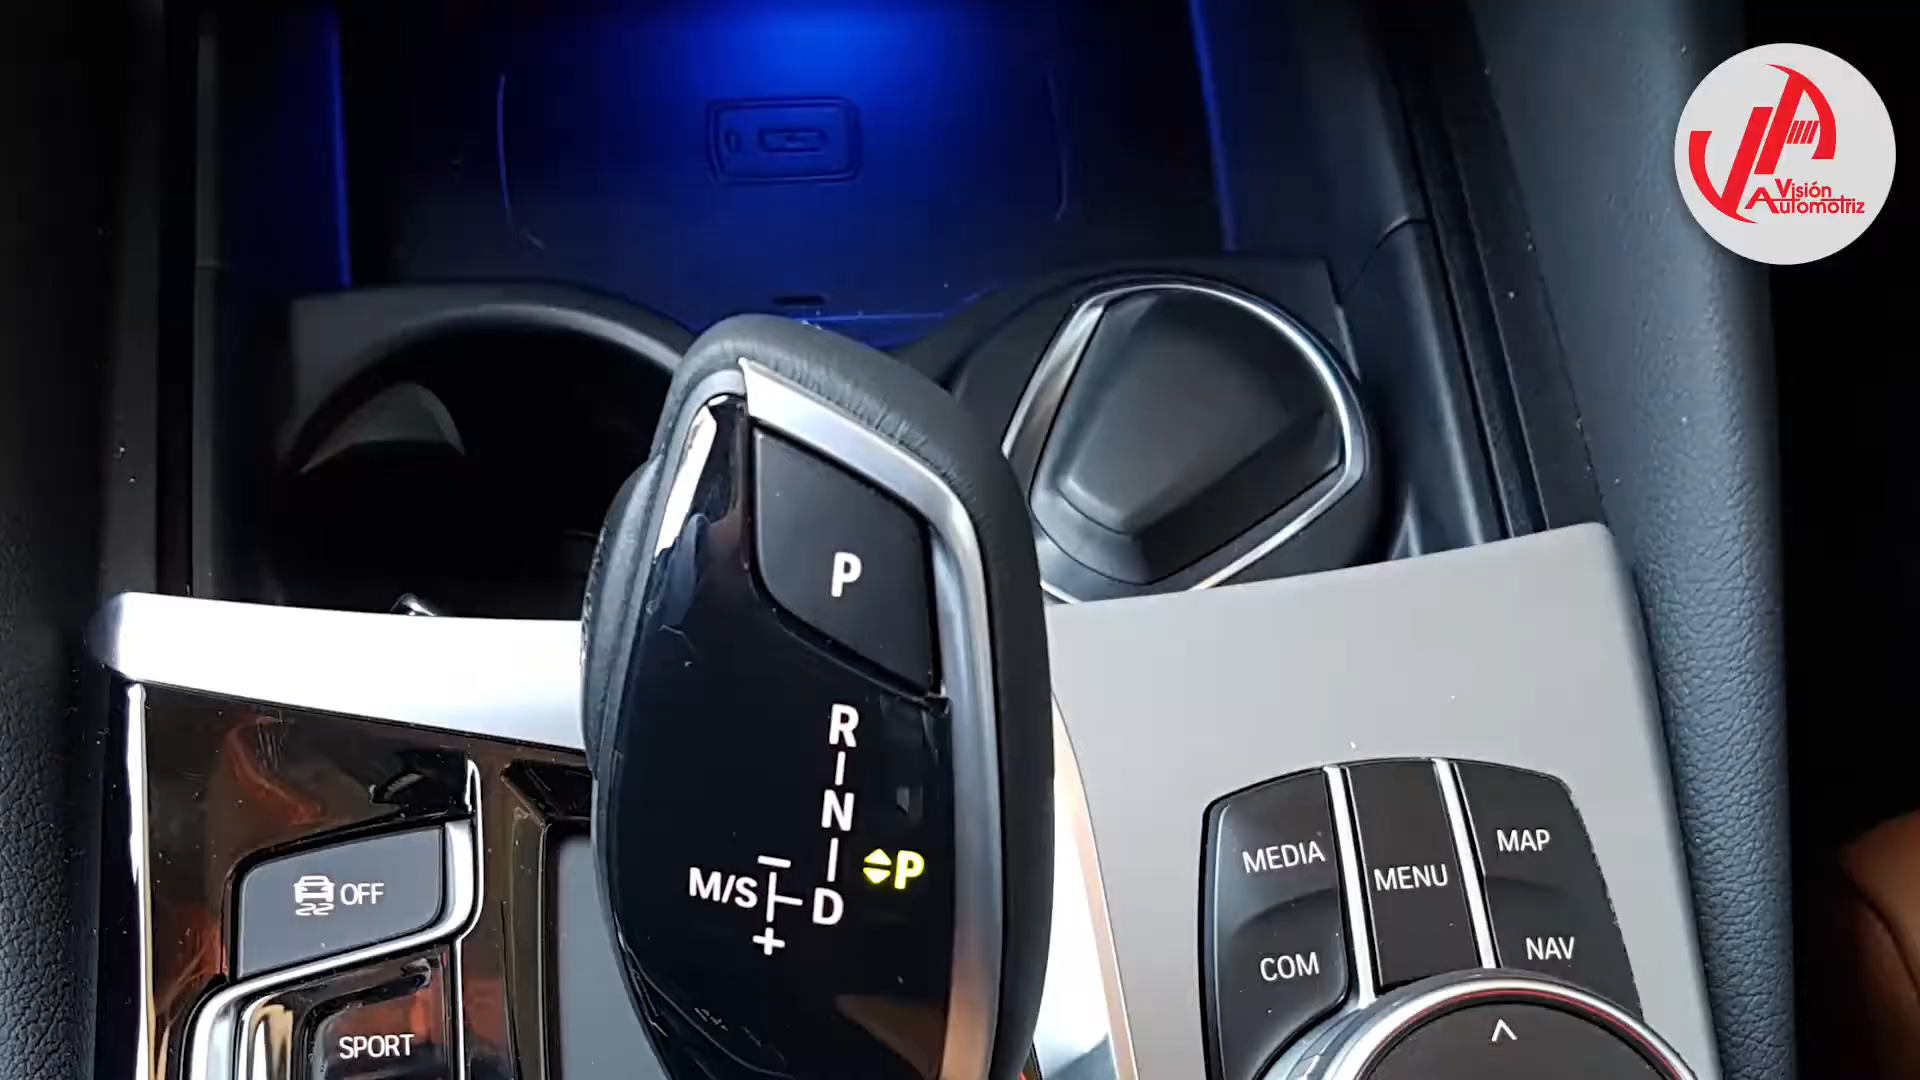 Visión
Automotriz
P
R
N
P
M/S
D
-
+
OFF
SPORT
MEDIA
MENU
MAP
COM
NAV